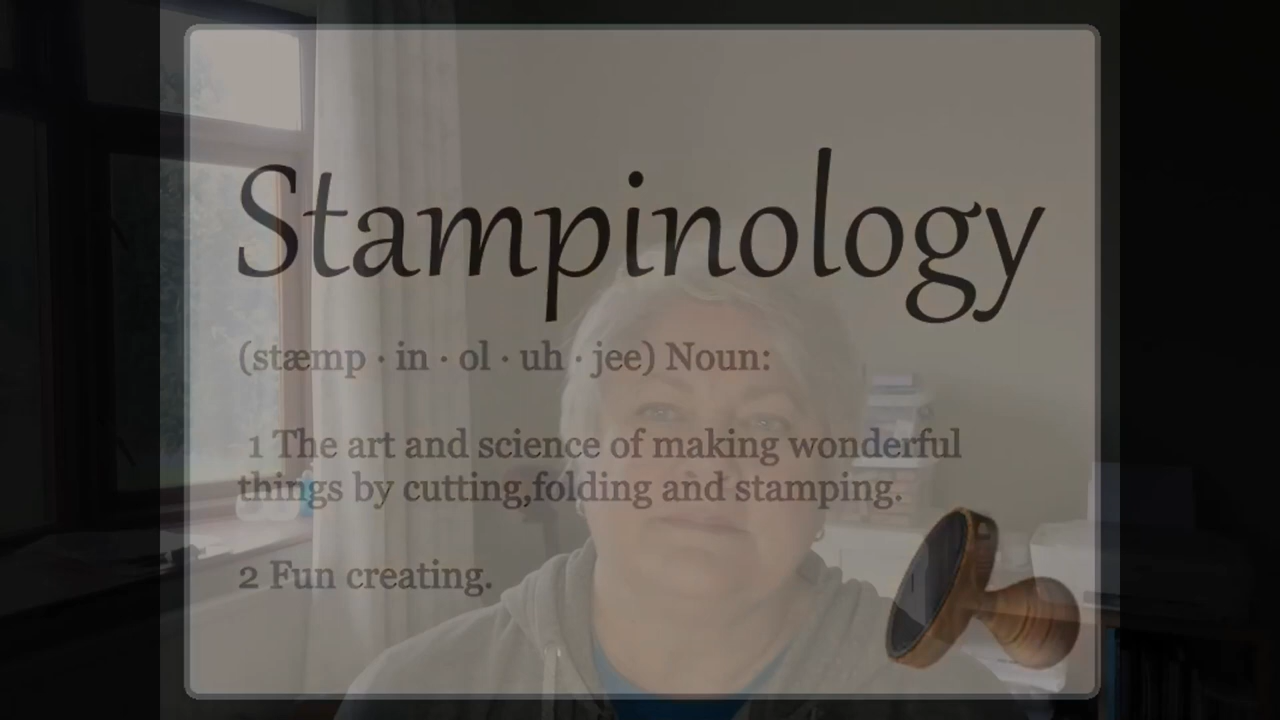 Stampinology
(stæmp · in · ol · uh · jee) Noun:
1 The art and science of making wonderful
things by cutting,folding and stamping.
2 Fun creating.